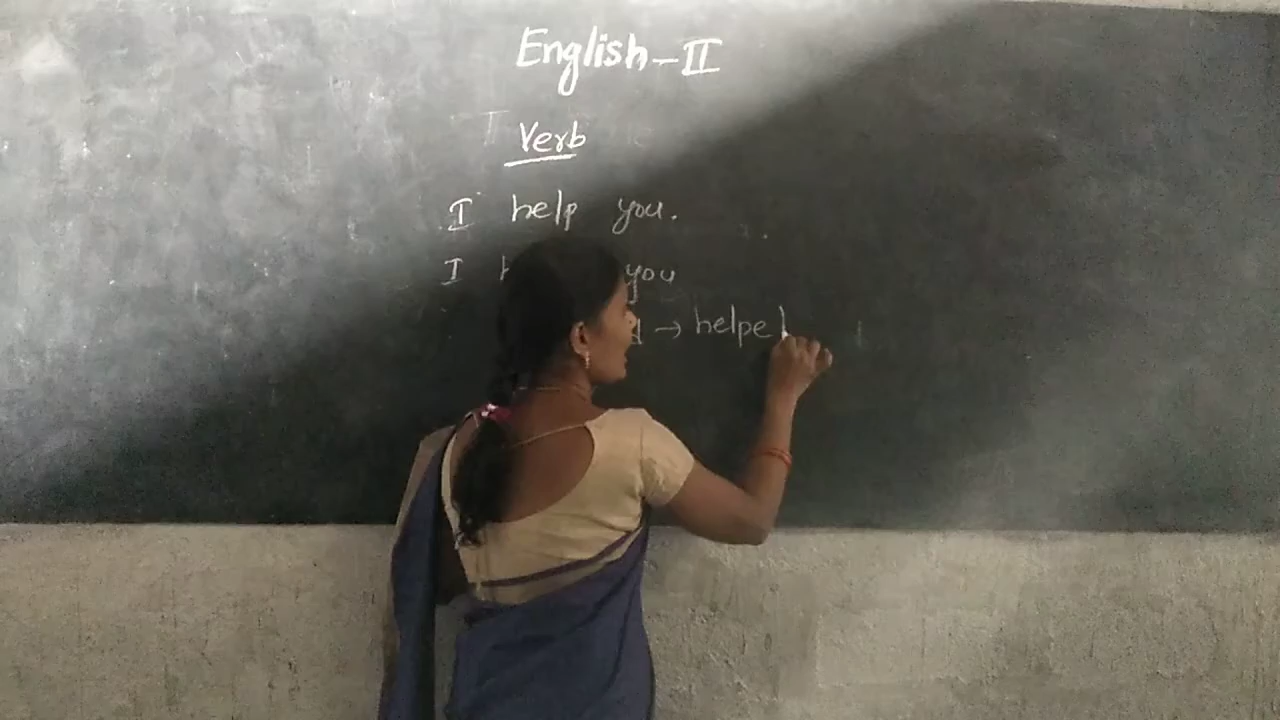 English-II
Verb
I help you.
I you
→ helpe